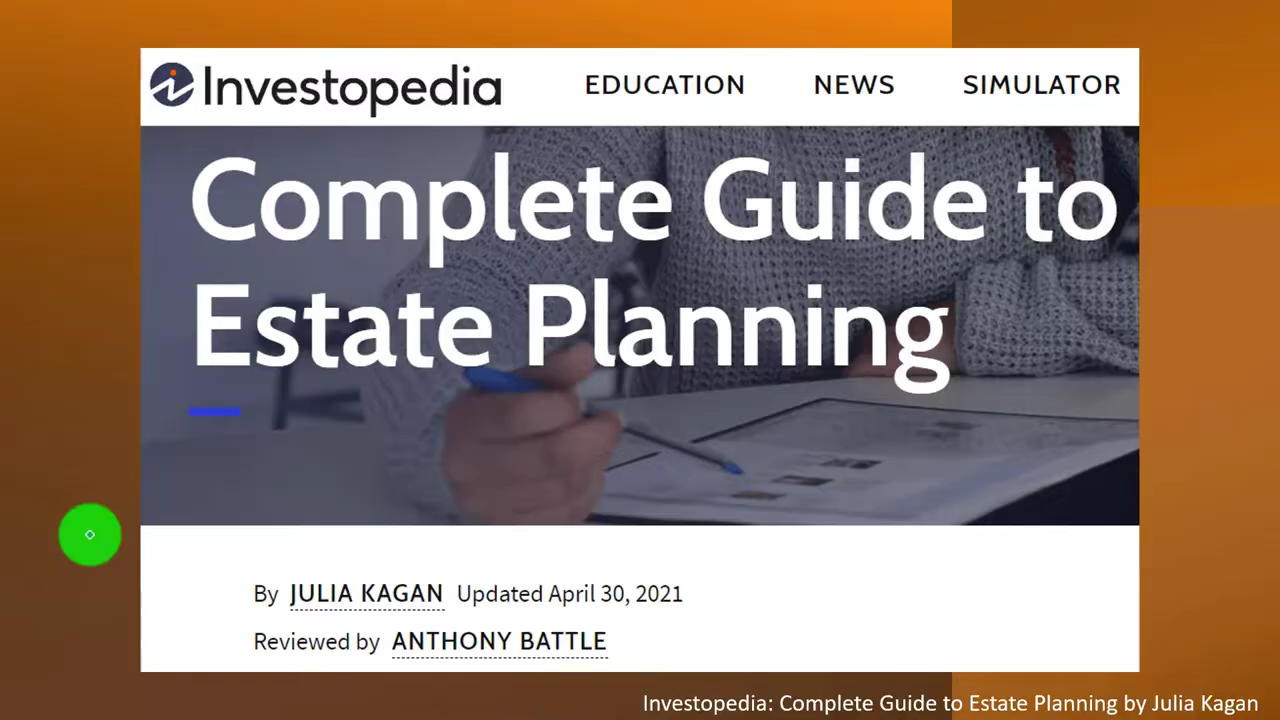 Investopedia EDUCATION NEWS SIMULATOR
Complete Guide to
Estate Planning
By JULIA KAGAN Updated April 30, 2021
Reviewed by ANTHONY BATTLE
Investopedia: Complete Guide to Estate Planning by Julia Kagan